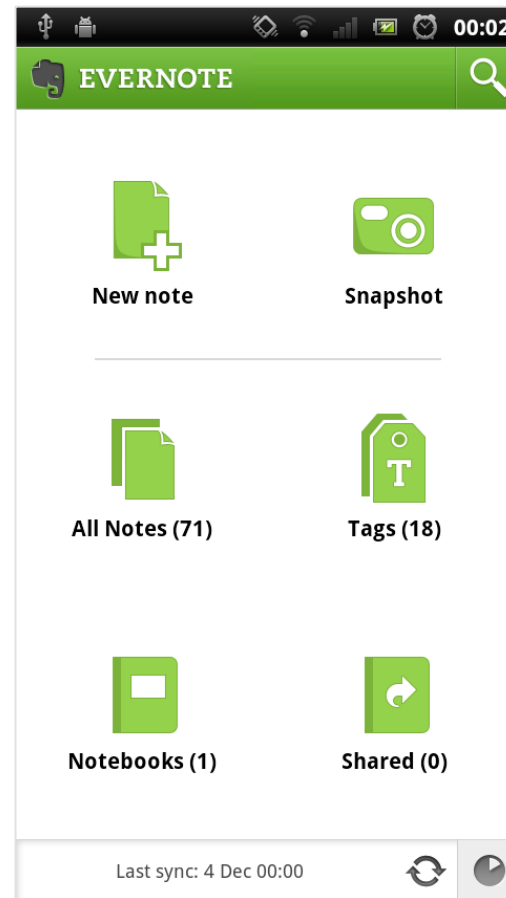 00:02
EVERNOTE
New note
Snapshot
All Notes (71)
T
Tags (18)
Notebooks (1)
Shared (0)
Last sync: 4 Dec 00:00